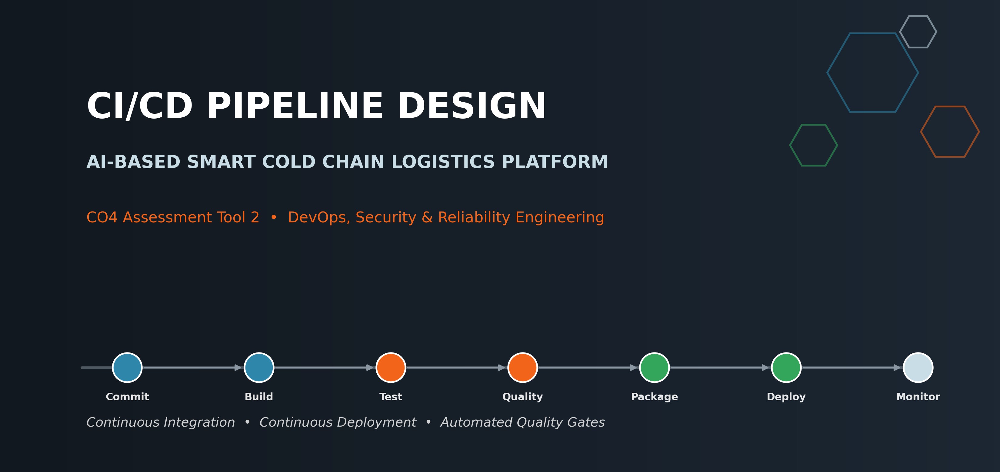 CI/CD PIPELINE DESIGN
AI-BASED SMART COLD CHAIN LOGISTICS PLATFORM
CO4 Assessment Tool 2 • DevOps, Security & Reliability Engineering
Commit Build Test Quality Package Deploy Monitor
Continuous Integration • Continuous Deployment • Automated Quality Gates